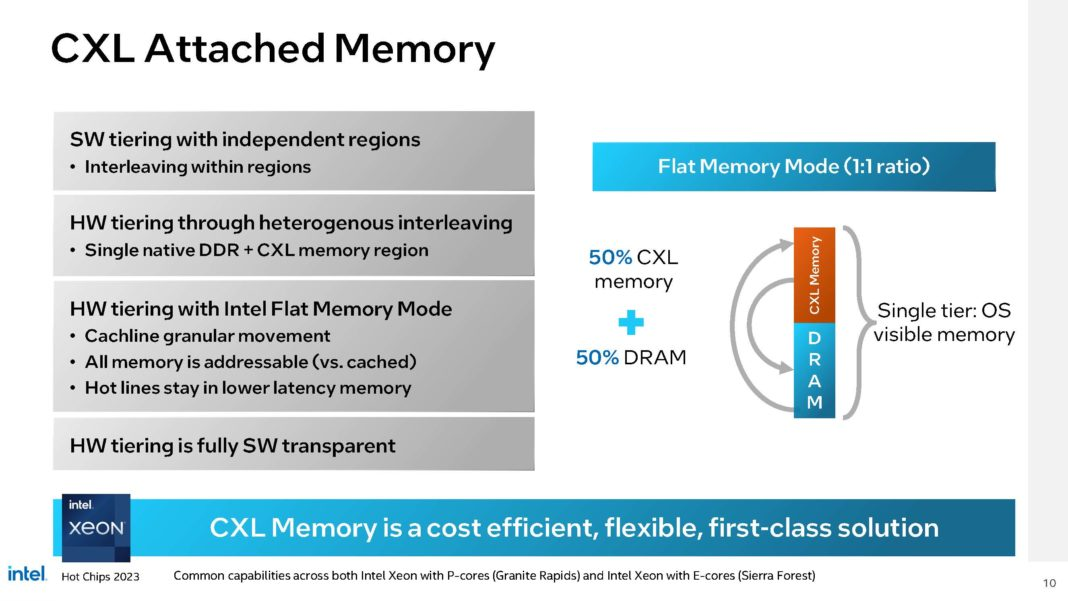 CXL Attached Memory
SW tiering with independent regions
• Interleaving within regions
HW tiering through heterogenous interleaving
• Single native DDR + CXL memory region
HW tiering with Intel Flat Memory Mode
• Cachline granular movement
• All memory is addressable (vs. cached)
• Hot lines stay in lower latency memory
HW tiering is fully SW transparent
Flat Memory Mode (1:1 ratio)
50% CXL
memory
50% DRAM
CXL Memory
D
R
A
M
Single tier: OS
visible memory
intel.
xeon
CXL Memory is a cost efficient, flexible, first-class solution
intel.
Hot Chips 2023
Common capabilities across both Intel Xeon with P-cores (Granite Rapids) and Intel Xeon with E-cores (Sierra Forest)
10